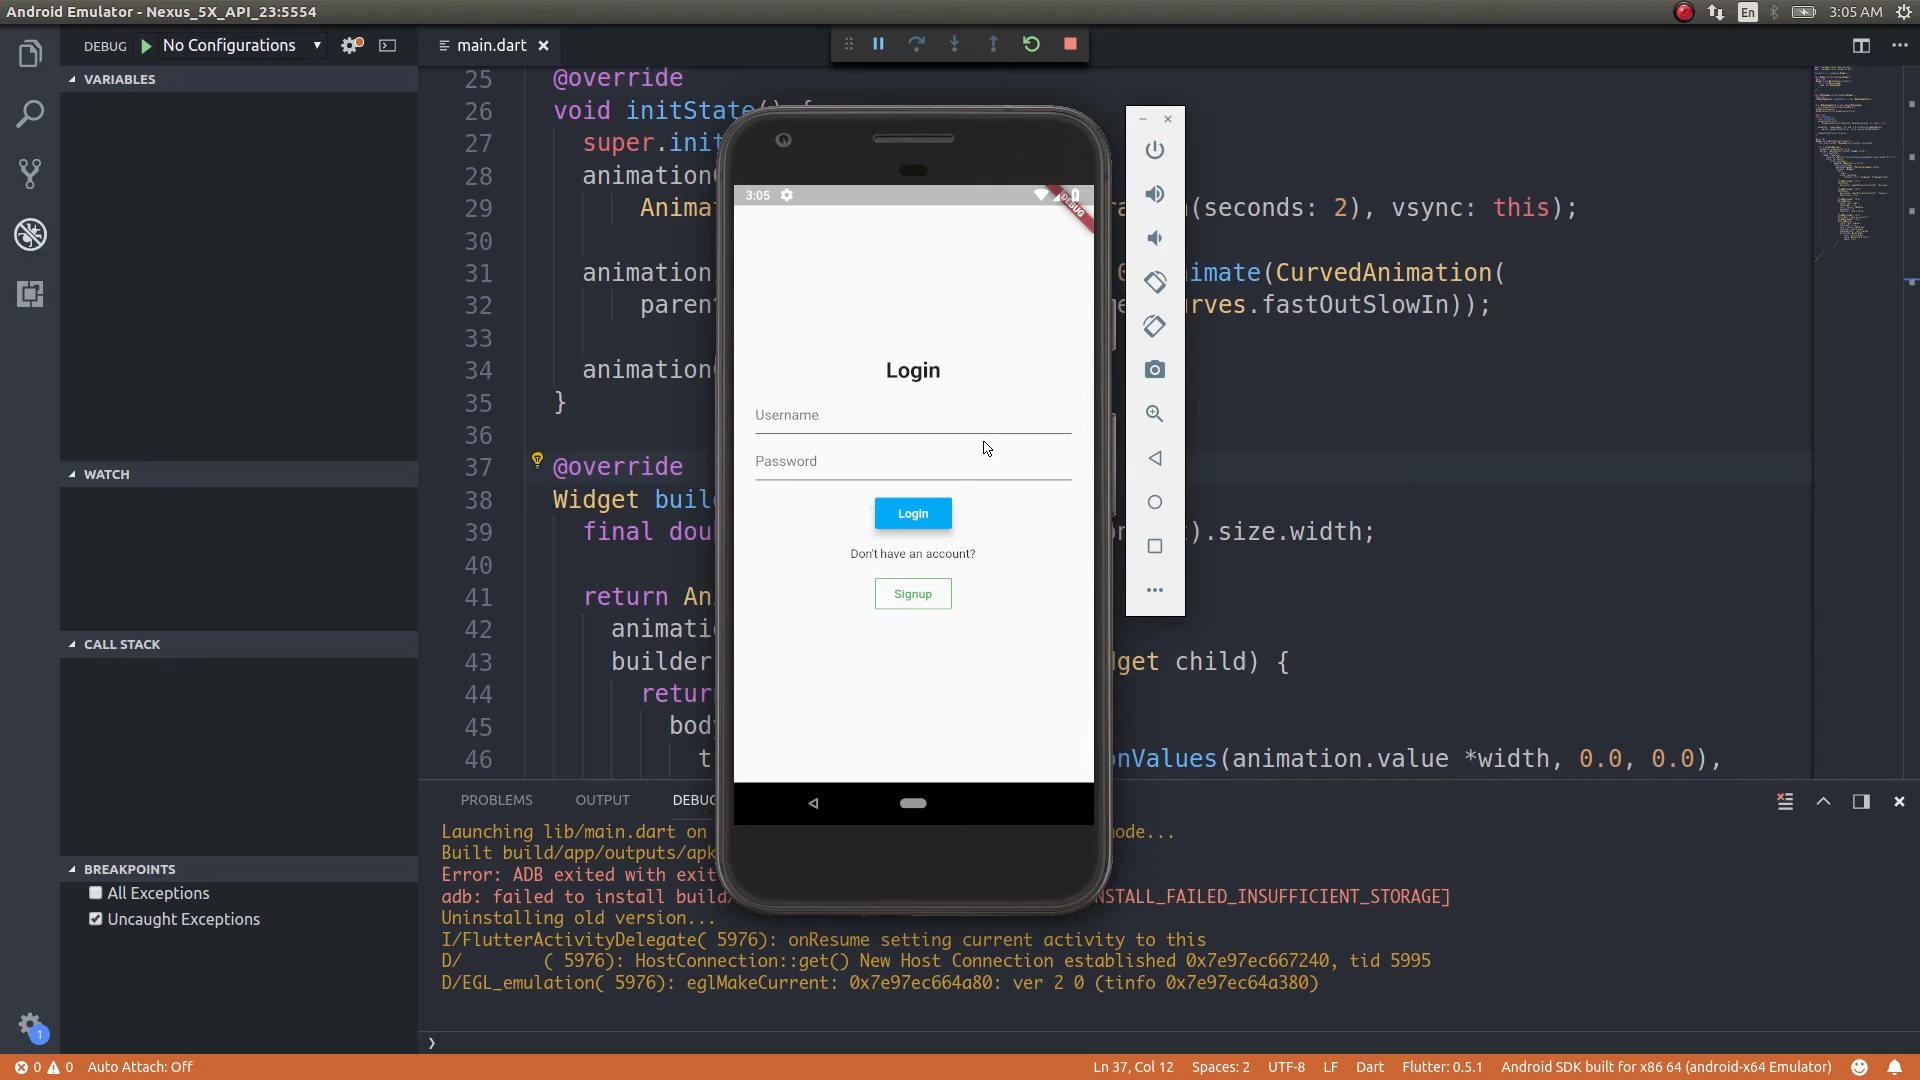 Android Emulator - Nexus_5X_API_23:5554
En
3:05 AM
DEBUG
No Configurations
main.dart
VARIABLES
WATCH
CALL STACK
BREAKPOINTS
All Exceptions
Uncaught Exceptions
25 @override
26 void initState() {
27 super.init
28 animation
29 Anima (seconds: 2), vsync: this);
30
31 animation imate(CurvedAnimation(
32 paren rves.fastOutSlowIn));
33
34 animation
35 }
36
37 @override
38 Widget buil
39 final dou ).size.width;
40
41 return An
42 animati
43 builder get child) {
44 retur
45 body
46 t onValues(animation.value *width, 0.0, 0.0),
3:05
DEBUG
Login
Username
Password
Login
Don't have an account?
Signup
PROBLEMS
OUTPUT
DEBUG
Launching lib/main.dart on ode...
Built build/app/outputs/apk
Error: ADB exited with exit
adb: failed to install build/ NSTALL_FAILED_INSUFFICIENT_STORAGE]
Uninstalling old version...
I/FlutterActivityDelegate( 5976): onResume setting current activity to this
D/ ( 5976): HostConnection::get() New Host Connection established 0x7e97ec667240, tid 5995
D/EGL_emulation( 5976): eglMakeCurrent: 0x7e97ec664a80: ver 2 0 (tinfo 0x7e97ec64a380)
1
0 0 Auto Attach: Off
Ln 37, Col 12
Spaces: 2
UTF-8
LF
Dart
Flutter: 0.5.1
Android SDK built for x86 64 (android-x64 Emulator)